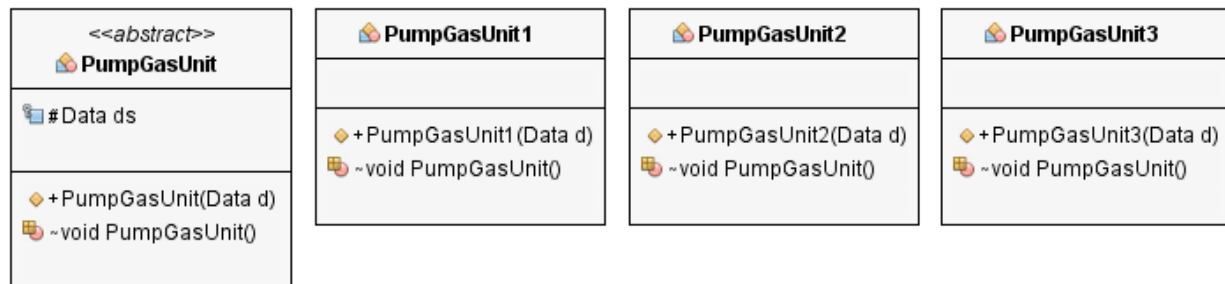 <<abstract>>
PumpGasUnit
#Data ds
+PumpGasUnit(Data d)
~void PumpGasUnit()
PumpGasUnit1
+PumpGasUnit1(Data d)
~void PumpGasUnit()
PumpGasUnit2
+PumpGasUnit2(Data d)
~void PumpGasUnit()
PumpGasUnit3
+PumpGasUnit3(Data d)
~void PumpGasUnit()